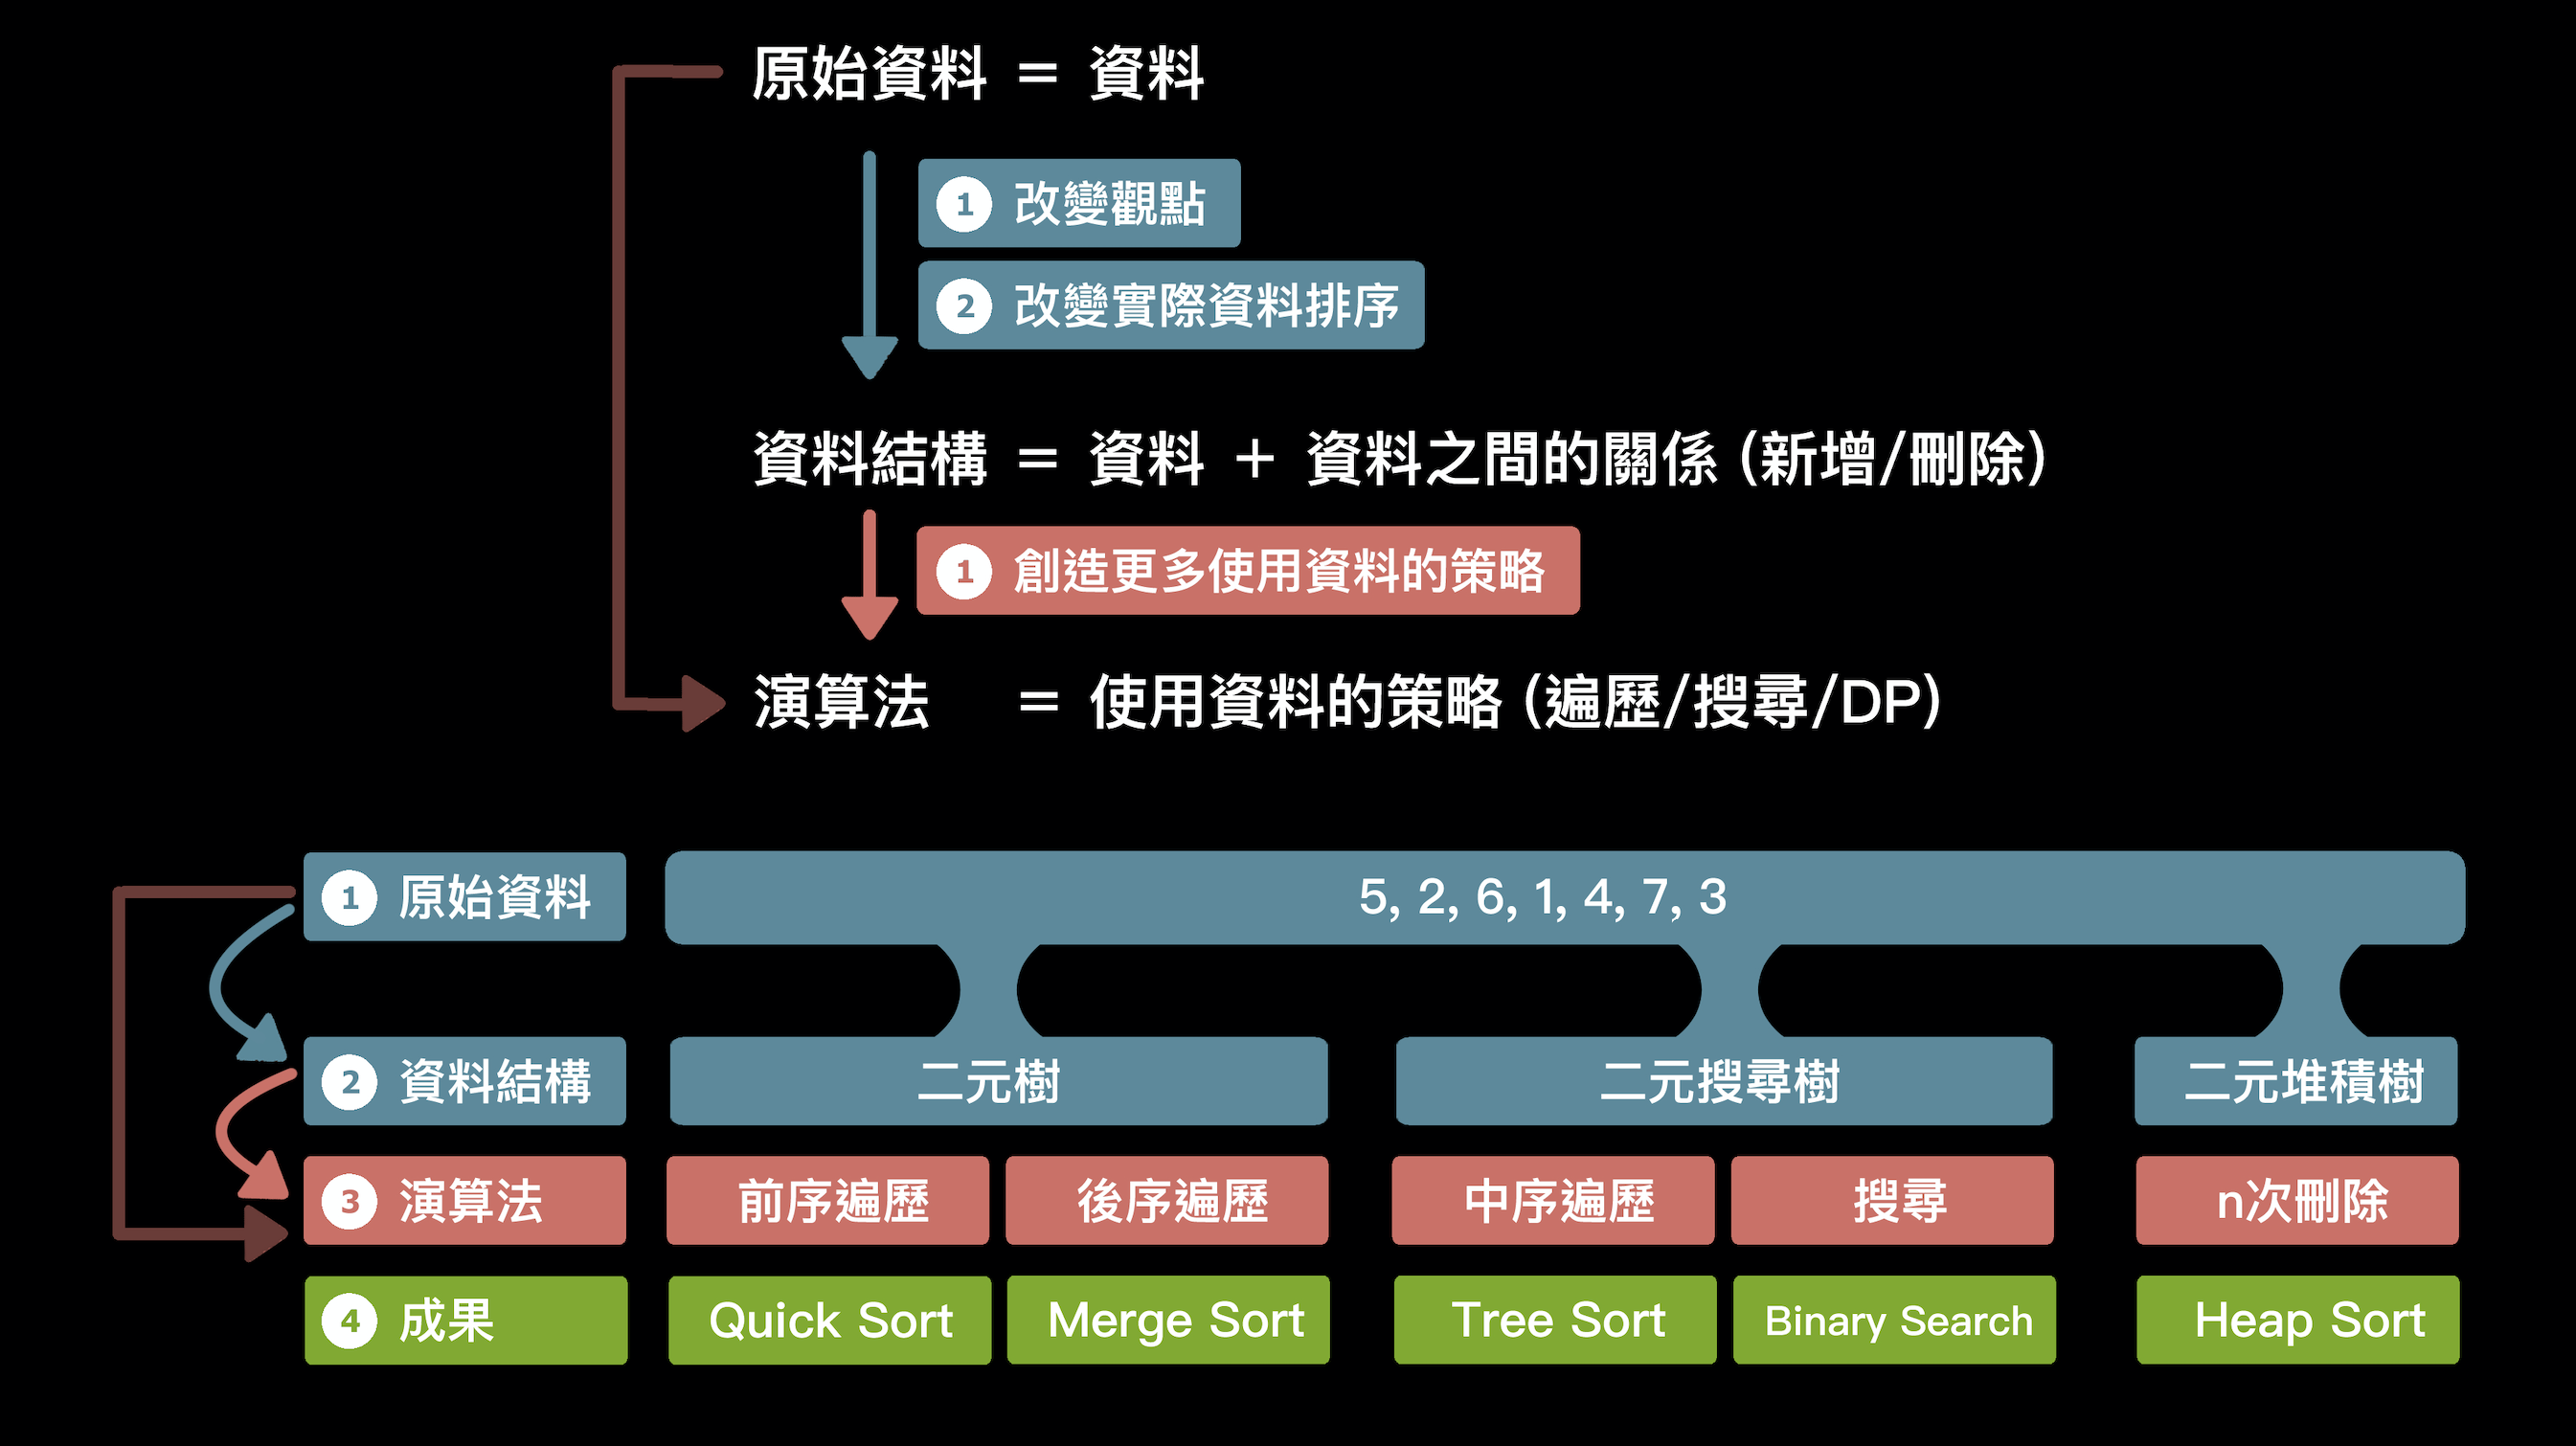 原始資料 = 資料
1 改變觀點
2 改變實際資料排序
資料結構 = 資料 + 資料之間的關係 (新增/刪除)
1 創造更多使用資料的策略
演算法 = 使用資料的策略 (遍歷/搜尋/DP)
1 原始資料 5, 2, 6, 1, 4, 7, 3
2 資料結構 二元樹 二元搜尋樹 二元堆積樹
3 演算法 前序遍歷 後序遍歷 中序遍歷 搜尋 n次刪除
4 成果 Quick Sort Merge Sort Tree Sort Binary Search Heap Sort